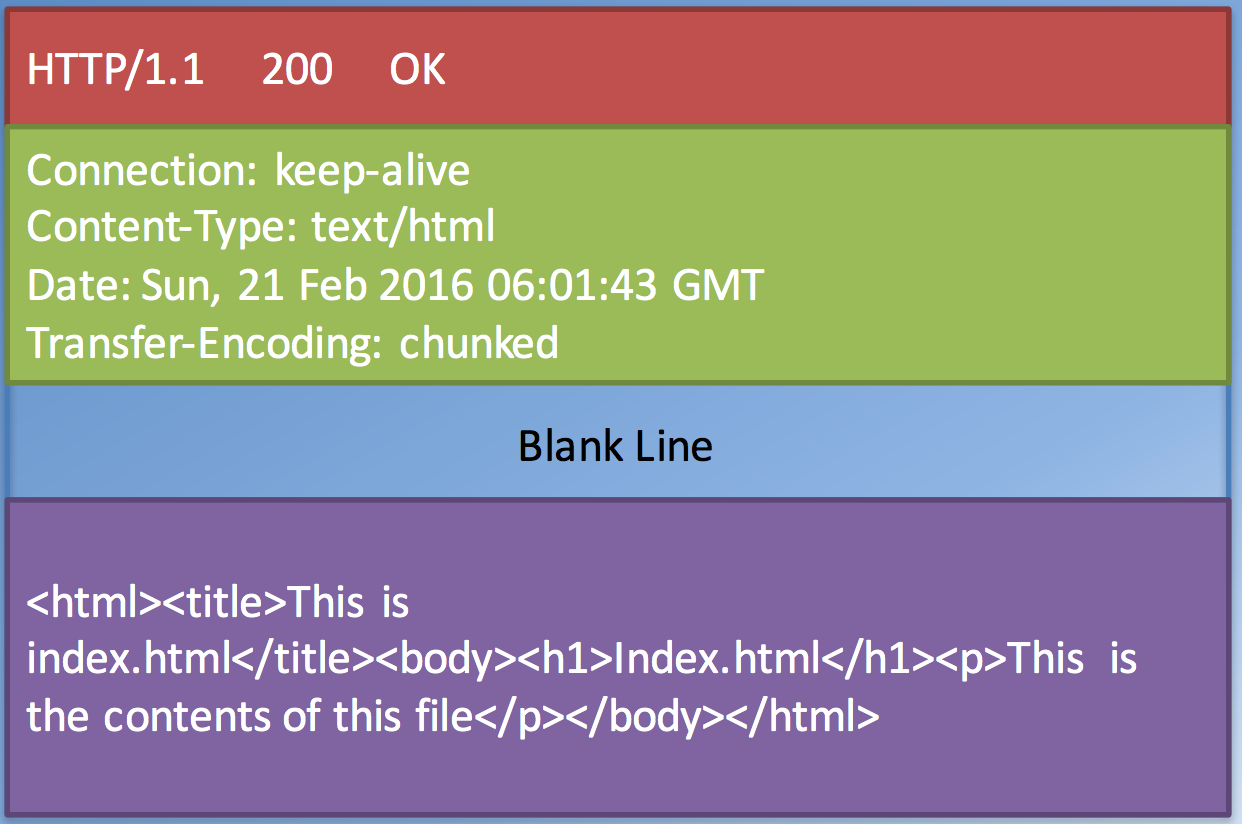 HTTP/1.1 200 OK
Connection: keep-alive
Content-Type: text/html
Date: Sun, 21 Feb 2016 06:01:43 GMT
Transfer-Encoding: chunked
Blank Line
<html><title>This is
index.html</title><body><h1>Index.html</h1><p>This is
the contents of this file</p></body></html>